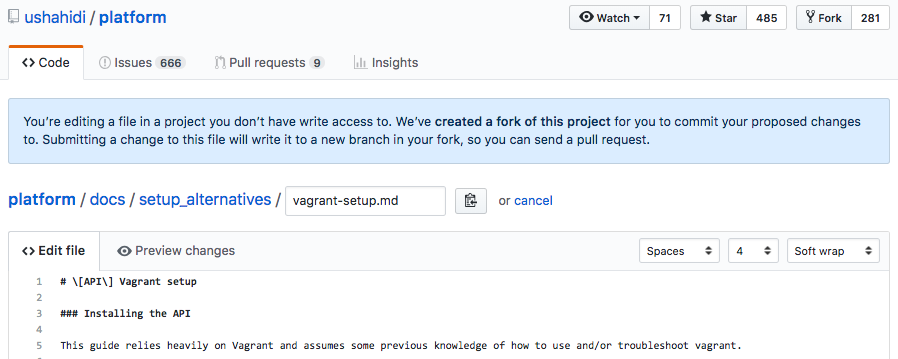 ushahidi / platform
Watch 71 Star 485 Fork 281
Code Issues 666 Pull requests 9 Insights
You’re editing a file in a project you don’t have write access to. We’ve created a fork of this project for you to commit your proposed changes
to. Submitting a change to this file will write it to a new branch in your fork, so you can send a pull request.
platform / docs / setup_alternatives / vagrant-setup.md or cancel
Edit file Preview changes Spaces 4 Soft wrap
1 # \[API\] Vagrant setup
2
3 ### Installing the API
4
5 This guide relies heavily on Vagrant and assumes some previous knowledge of how to use and/or troubleshoot vagrant.